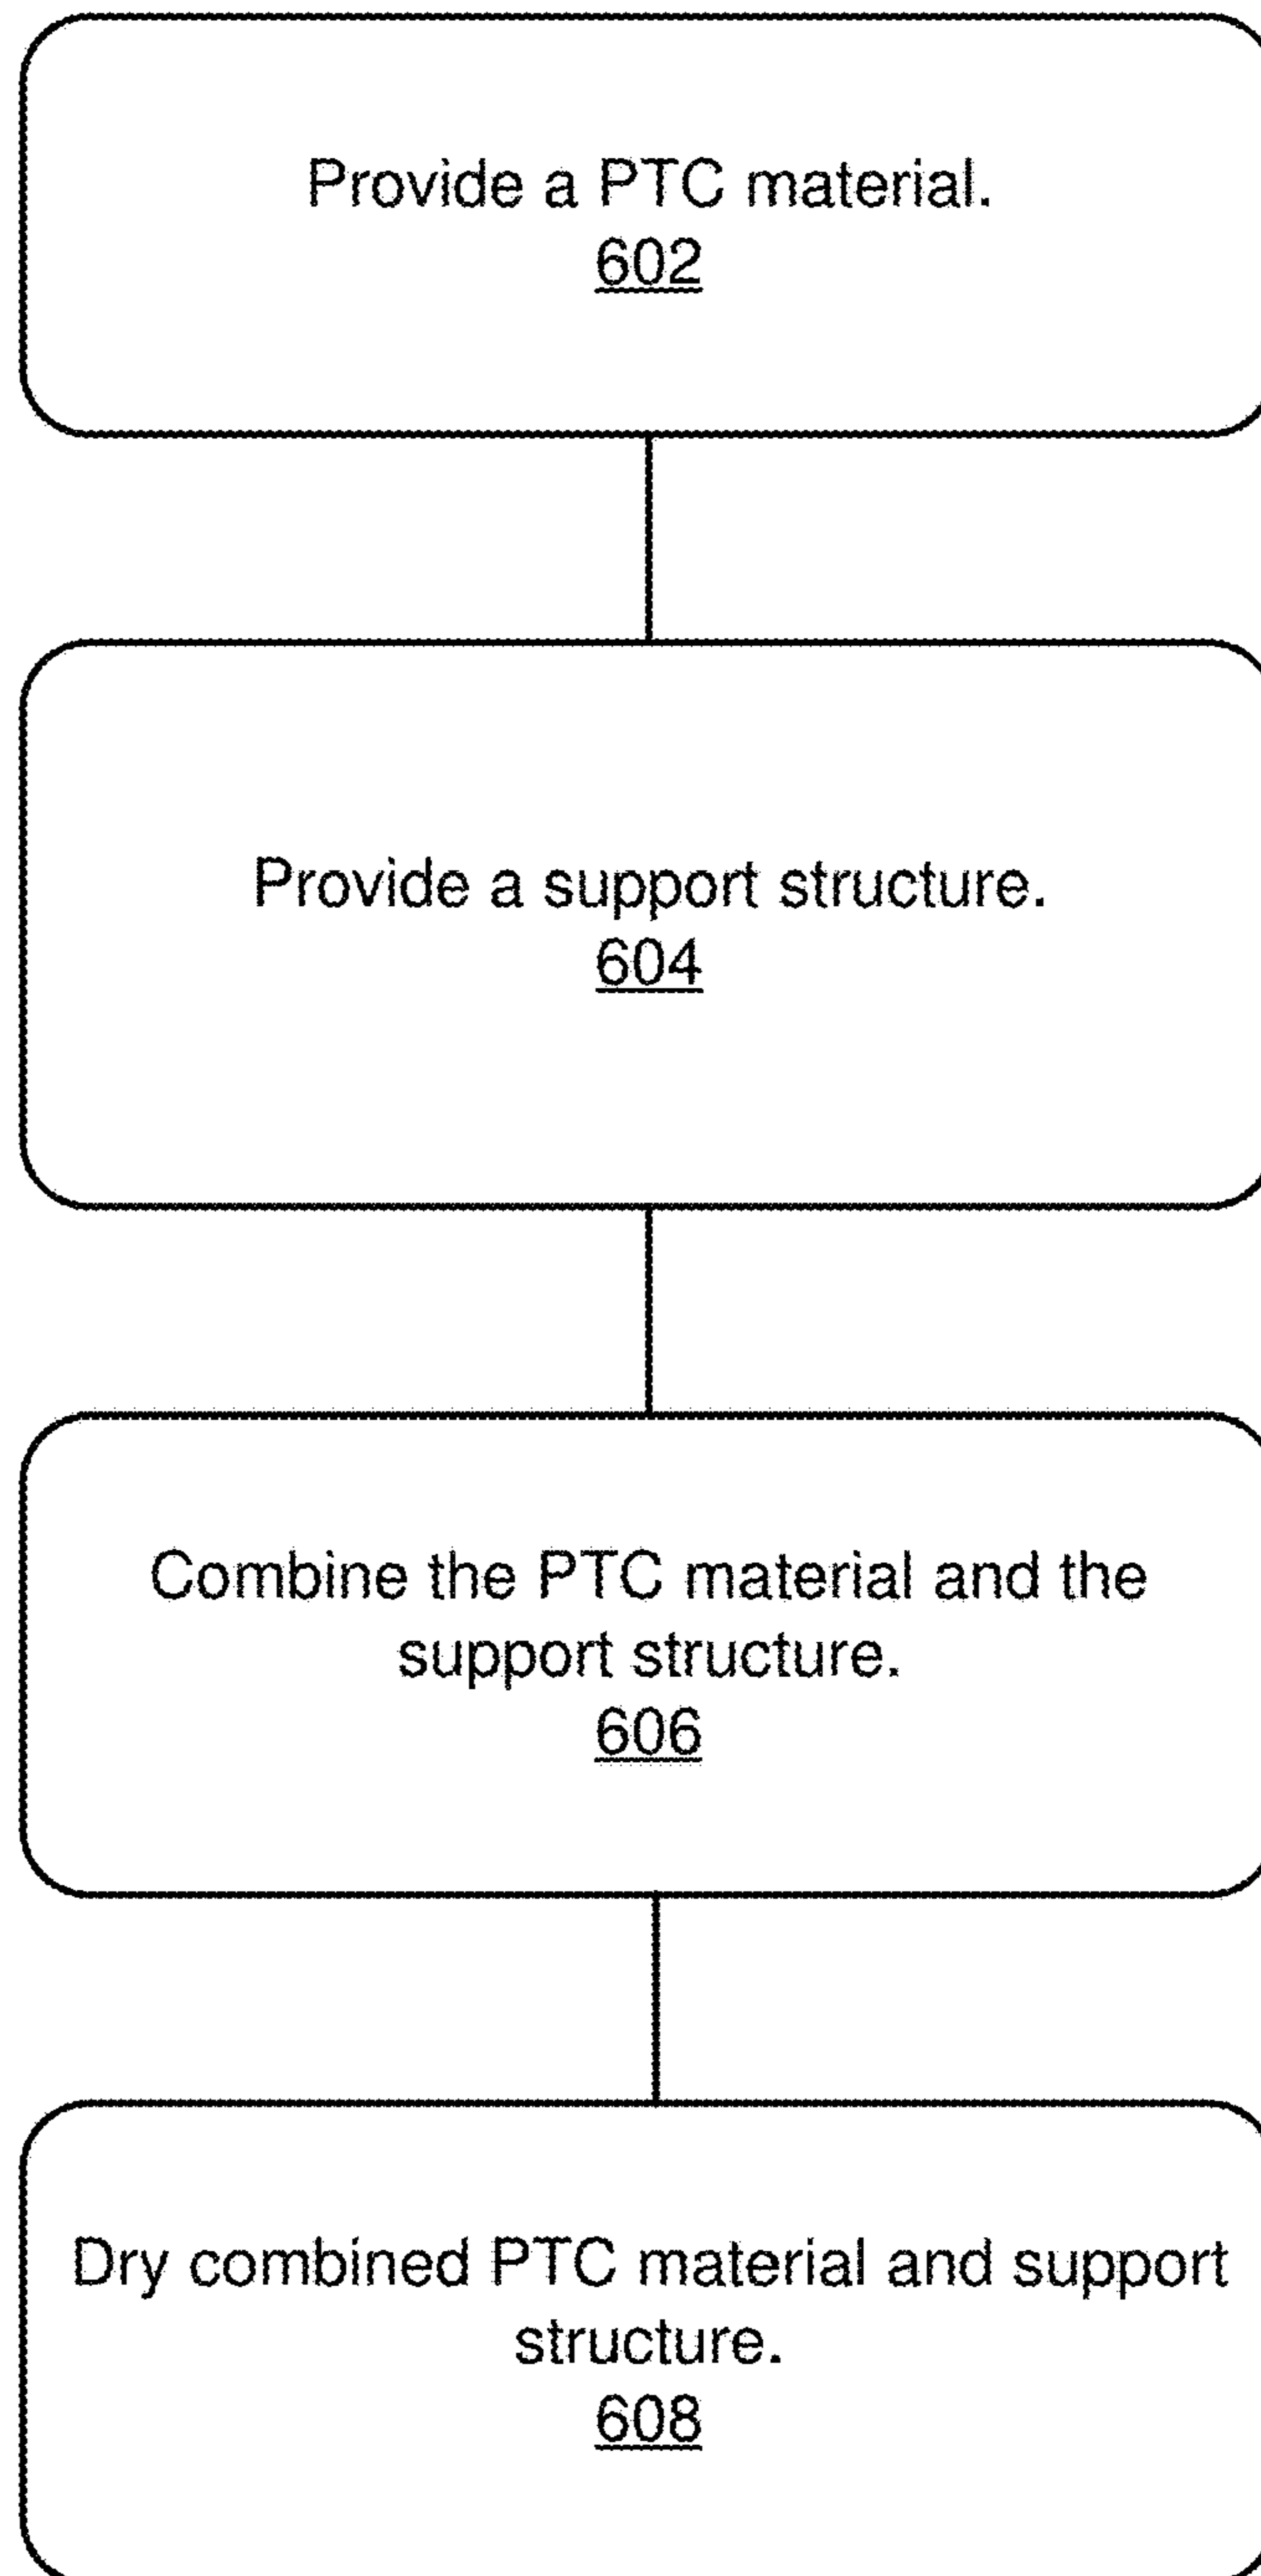 Provide a PTC material.
602
Provide a support structure.
604
Combine the PTC material and the
support structure.
606
Dry combined PTC material and support
structure.
608